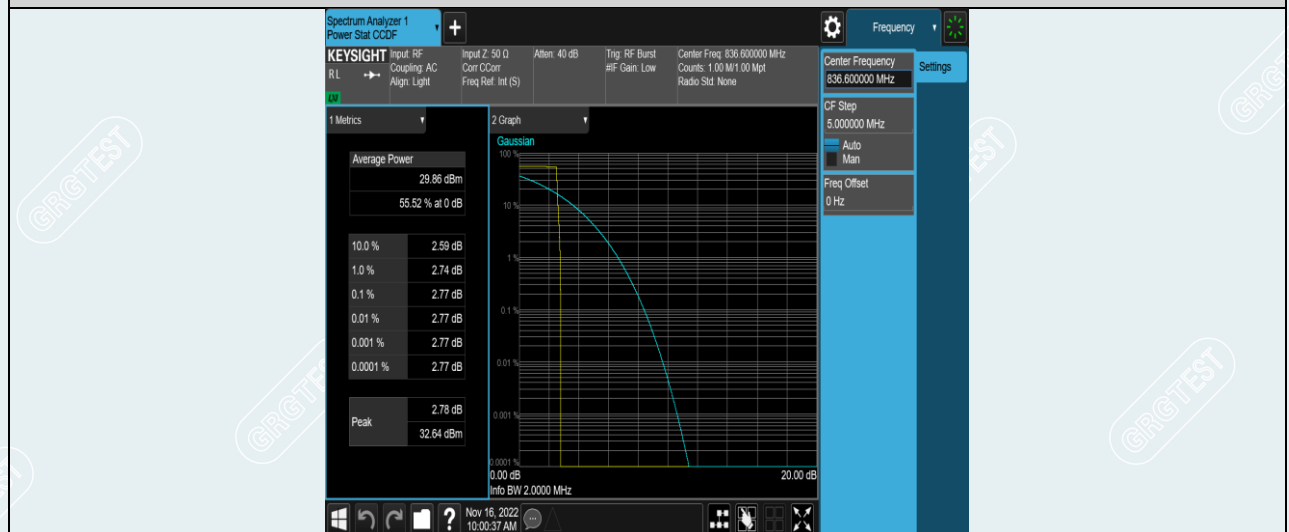 Spectrum Analyzer 1
Power Stat CCDF
+
Frequency
KEYSIGHT
Input: RF
Coupling: AC
Align: Light
Input Z: 50 Ω
Corr CCorr
Freq Ref: Int (S)
Atten: 40 dB
Trig: RF Burst
#IF Gain: Low
Center Freq: 836.600000 MHz
Counts: 1.00 M/1.00 Mpt
Radio Std: None
RL
Center Frequency
836.600000 MHz
Settings
CF Step
5.000000 MHz
Auto
Man
Freq Offset
0 Hz
1 Metrics
2 Graph
Average Power
29.86 dBm
55.52 % at 0 dB
10.0 % 2.59 dB
1.0 % 2.74 dB
0.1 % 2.77 dB
0.01 % 2.77 dB
0.001 % 2.77 dB
0.0001 % 2.77 dB
Peak
2.78 dB
32.64 dBm
Gaussian
100 %
10 %
1 %
0.1 %
0.01 %
0.001 %
0.0001 %
0.00 dB
20.00 dB
Info BW 2.0000 MHz
?
Nov 16, 2022
10:00:37 AM
GRGTEST
GRGTEST
GRGTEST
GRGTEST
GRGTEST